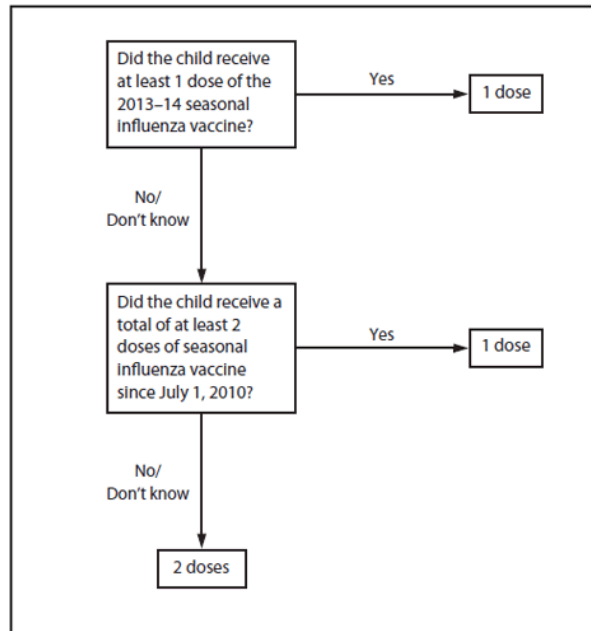 Did the child receive
at least 1 dose of the
2013–14 seasonal
influenza vaccine?
Yes
1 dose
No/
Don’t know
Did the child receive a
total of at least 2
doses of seasonal
influenza vaccine
since July 1, 2010?
Yes
1 dose
No/
Don’t know
2 doses